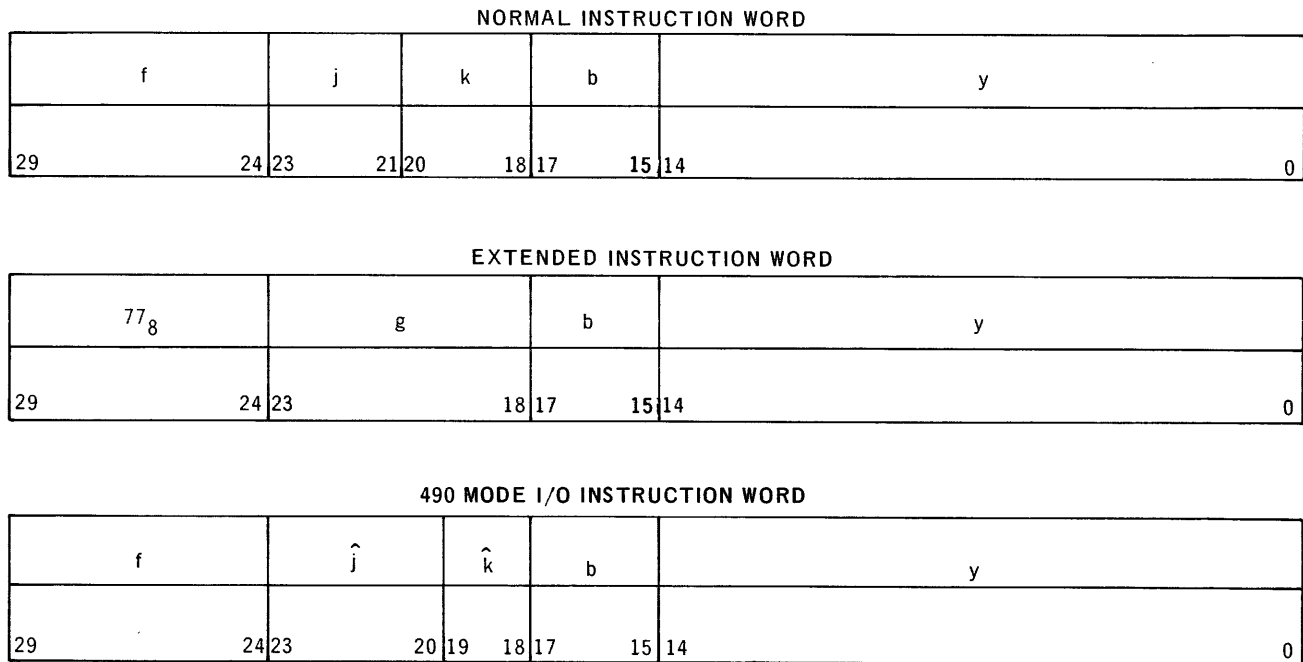 NORMAL INSTRUCTION WORD
f j k b y
29 24 23 21 20 18 17 15 14 0
EXTENDED INSTRUCTION WORD
77₈ g b y
29 24 23 18 17 15 14 0
490 MODE I/O INSTRUCTION WORD
f ĵ k̂ b y
29 24 23 20 19 18 17 15 14 0